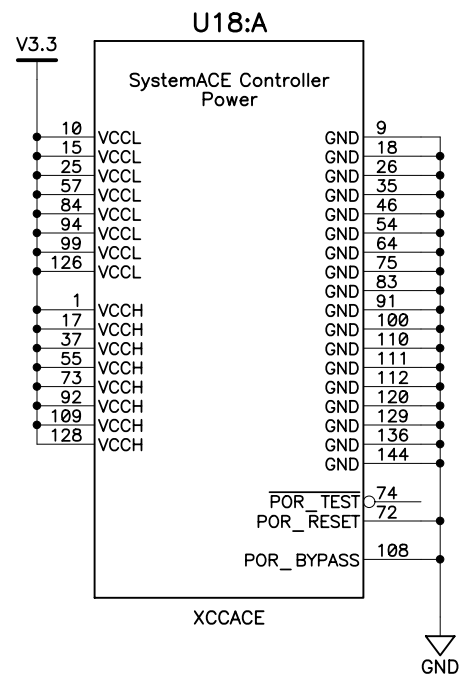 U18:A
V3.3
SystemACE Controller
Power
10 VCCL GND 9
15 VCCL GND 18
25 VCCL GND 26
57 VCCL GND 35
84 VCCL GND 46
94 VCCL GND 54
99 VCCL GND 64
126 VCCL GND 75
GND 83
1 VCCH GND 91
17 VCCH GND 100
37 VCCH GND 110
55 VCCH GND 111
73 VCCH GND 112
92 VCCH GND 120
109 VCCH GND 129
128 VCCH GND 136
GND 144
POR_TEST 74
POR_RESET 72
POR_BYPASS 108
XCCACE
GND